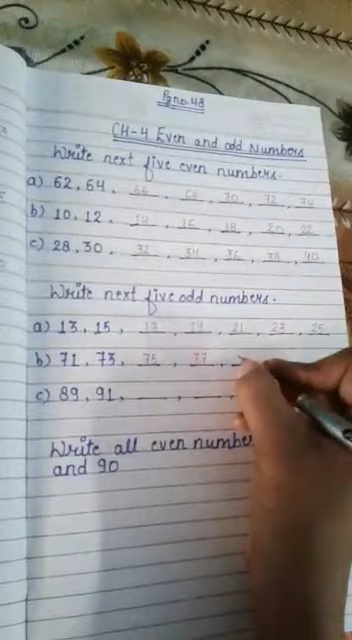 Pg no. 48
CH-4 Even and odd Numbers
Write next five even numbers.
a) 62, 64, 66, 68, 70, 72, 74
b) 10, 12, 14, 16, 18, 20, 22
c) 28, 30, 32, 34, 36, 38, 40
Write next five odd numbers.
a) 13, 15, 17, 19, 21, 23, 25
b) 71, 73, 75, 77,
c) 89, 91,
Write all even number
and 90